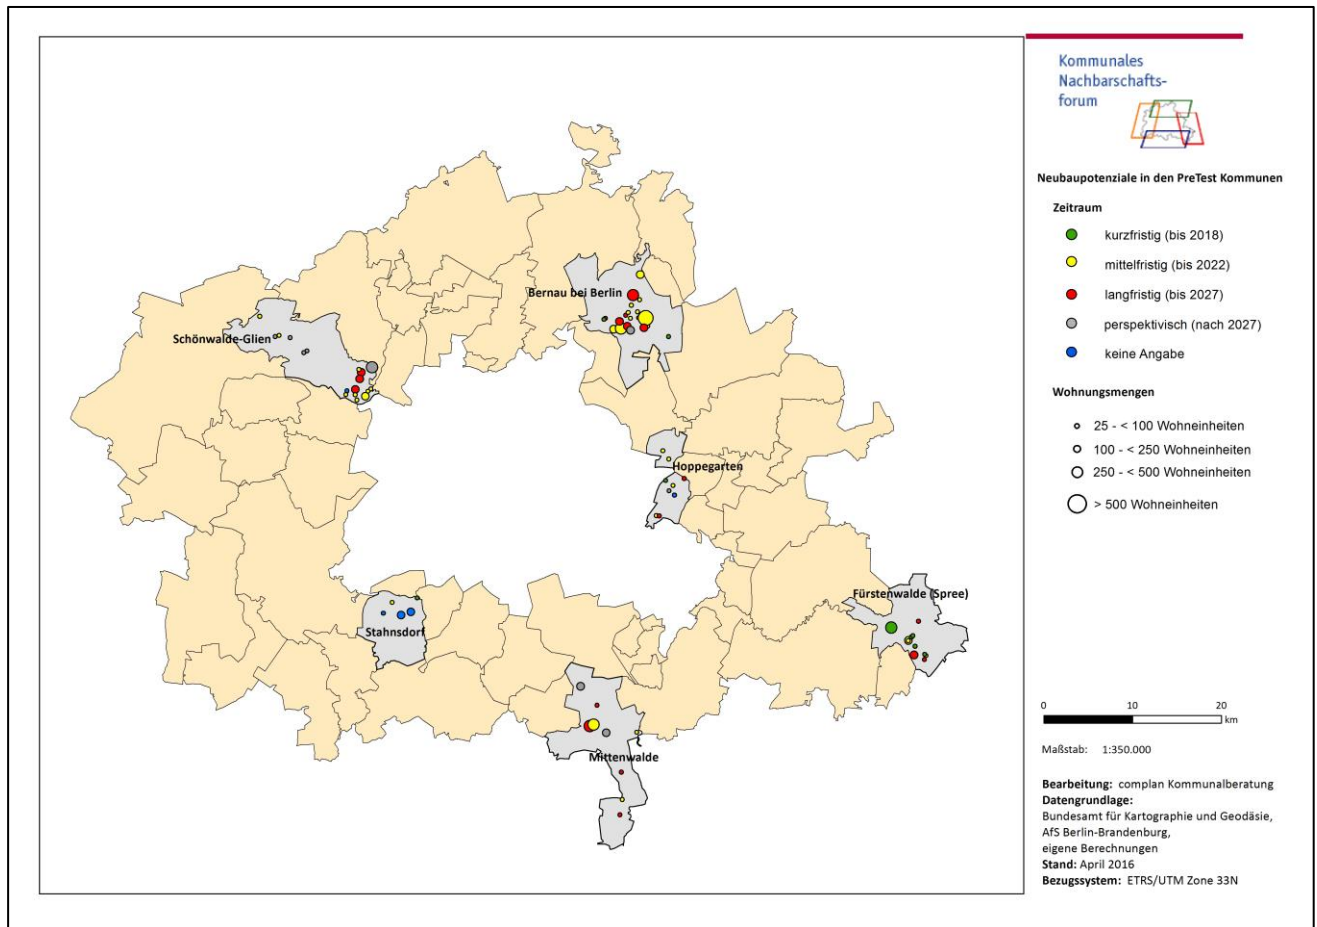 Kommunales
Nachbarschafts-
forum
Neubaupotenziale in den PreTest Kommunen
Zeitraum
kurzfristig (bis 2018)
mittelfristig (bis 2022)
langfristig (bis 2027)
perspektivisch (nach 2027)
keine Angabe
Wohnungsmengen
25 - < 100 Wohneinheiten
100 - < 250 Wohneinheiten
250 - < 500 Wohneinheiten
> 500 Wohneinheiten
Bernau bei Berlin
Schönwalde-Glien
Hoppegarten
Fürstenwalde (Spree)
Stahnsdorf
Mittenwalde
0 10 20
km
Maßstab: 1:350.000
Bearbeitung: complan Kommunalberatung
Datengrundlage:
Bundesamt für Kartographie und Geodäsie,
AfS Berlin-Brandenburg,
eigene Berechnungen
Stand: April 2016
Bezugssystem: ETRS/UTM Zone 33N